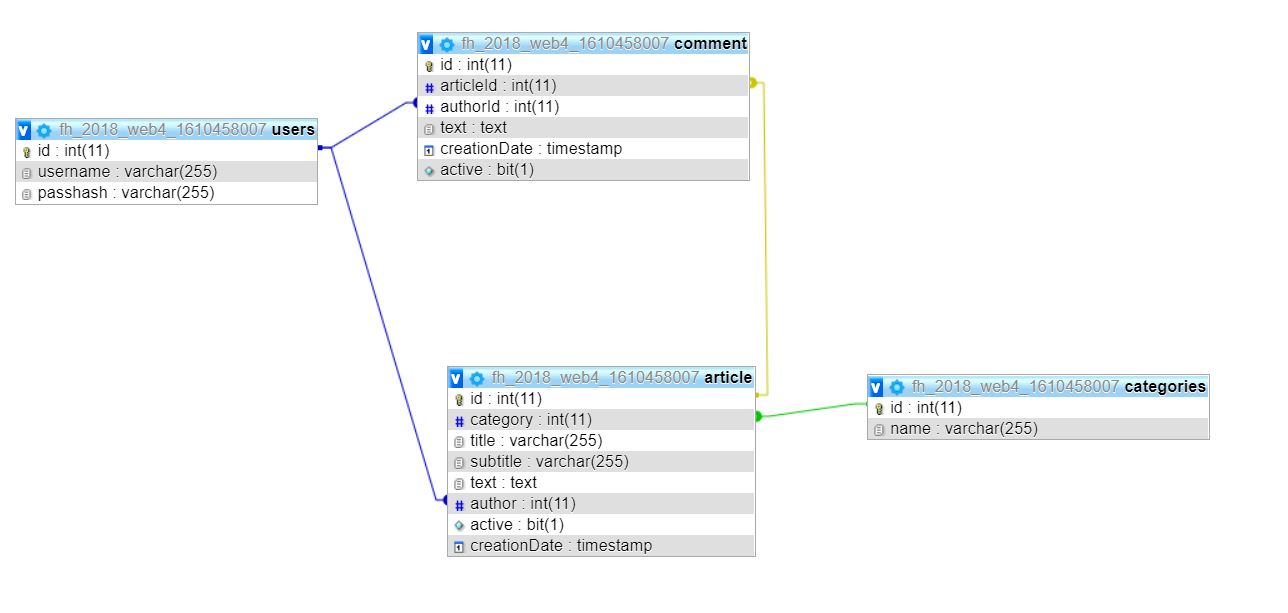 v fh_2018_web4_1610458007 comment
id : int(11)
# articleId : int(11)
# authorId : int(11)
text : text
creationDate : timestamp
active : bit(1)
v fh_2018_web4_1610458007 users
id : int(11)
username : varchar(255)
passhash : varchar(255)
v fh_2018_web4_1610458007 article
id : int(11)
# category : int(11)
title : varchar(255)
subtitle : varchar(255)
text : text
# author : int(11)
active : bit(1)
creationDate : timestamp
v fh_2018_web4_1610458007 categories
id : int(11)
name : varchar(255)